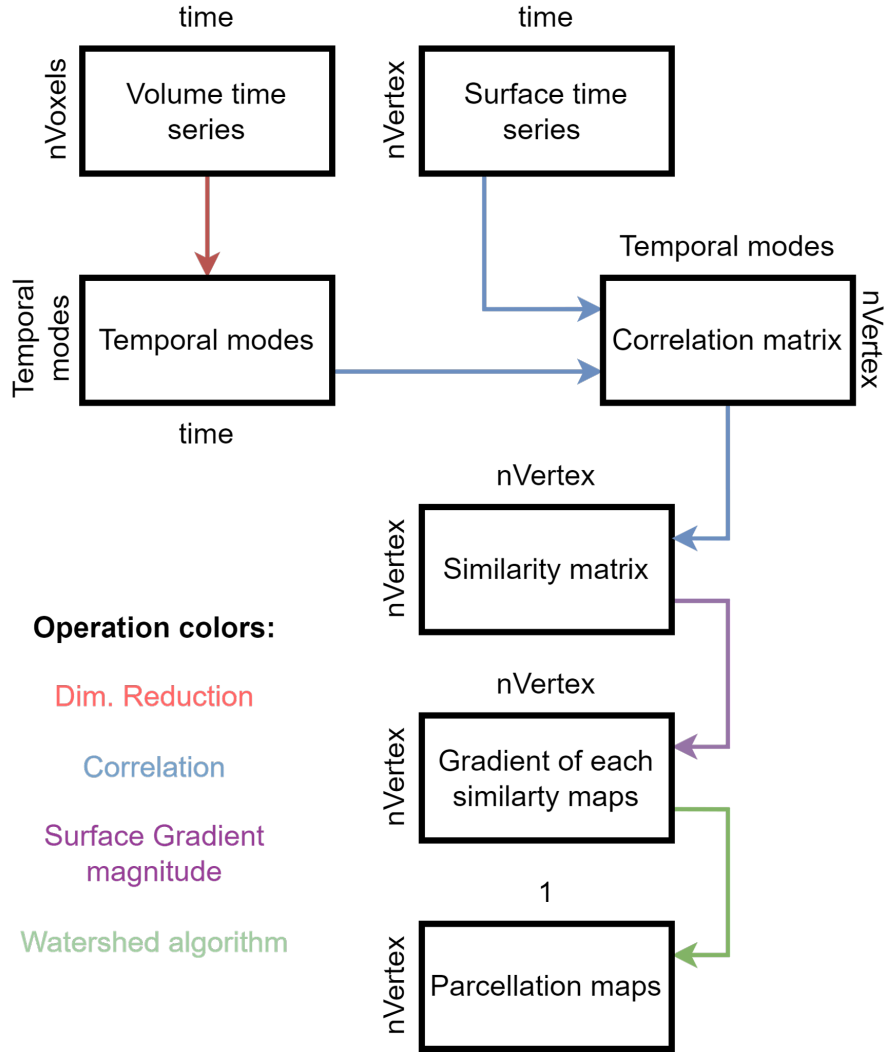 time
time
nVoxels
Volume time
series
nVertex
Surface time
series
Temporal modes
Temporal
modes
Temporal modes
Correlation matrix
nVertex
time
nVertex
nVertex
Similarity matrix
Operation colors:
Dim. Reduction
Correlation
Surface Gradient
magnitude
Watershed algorithm
nVertex
nVertex
Gradient of each
similarty maps
1
nVertex
Parcellation maps